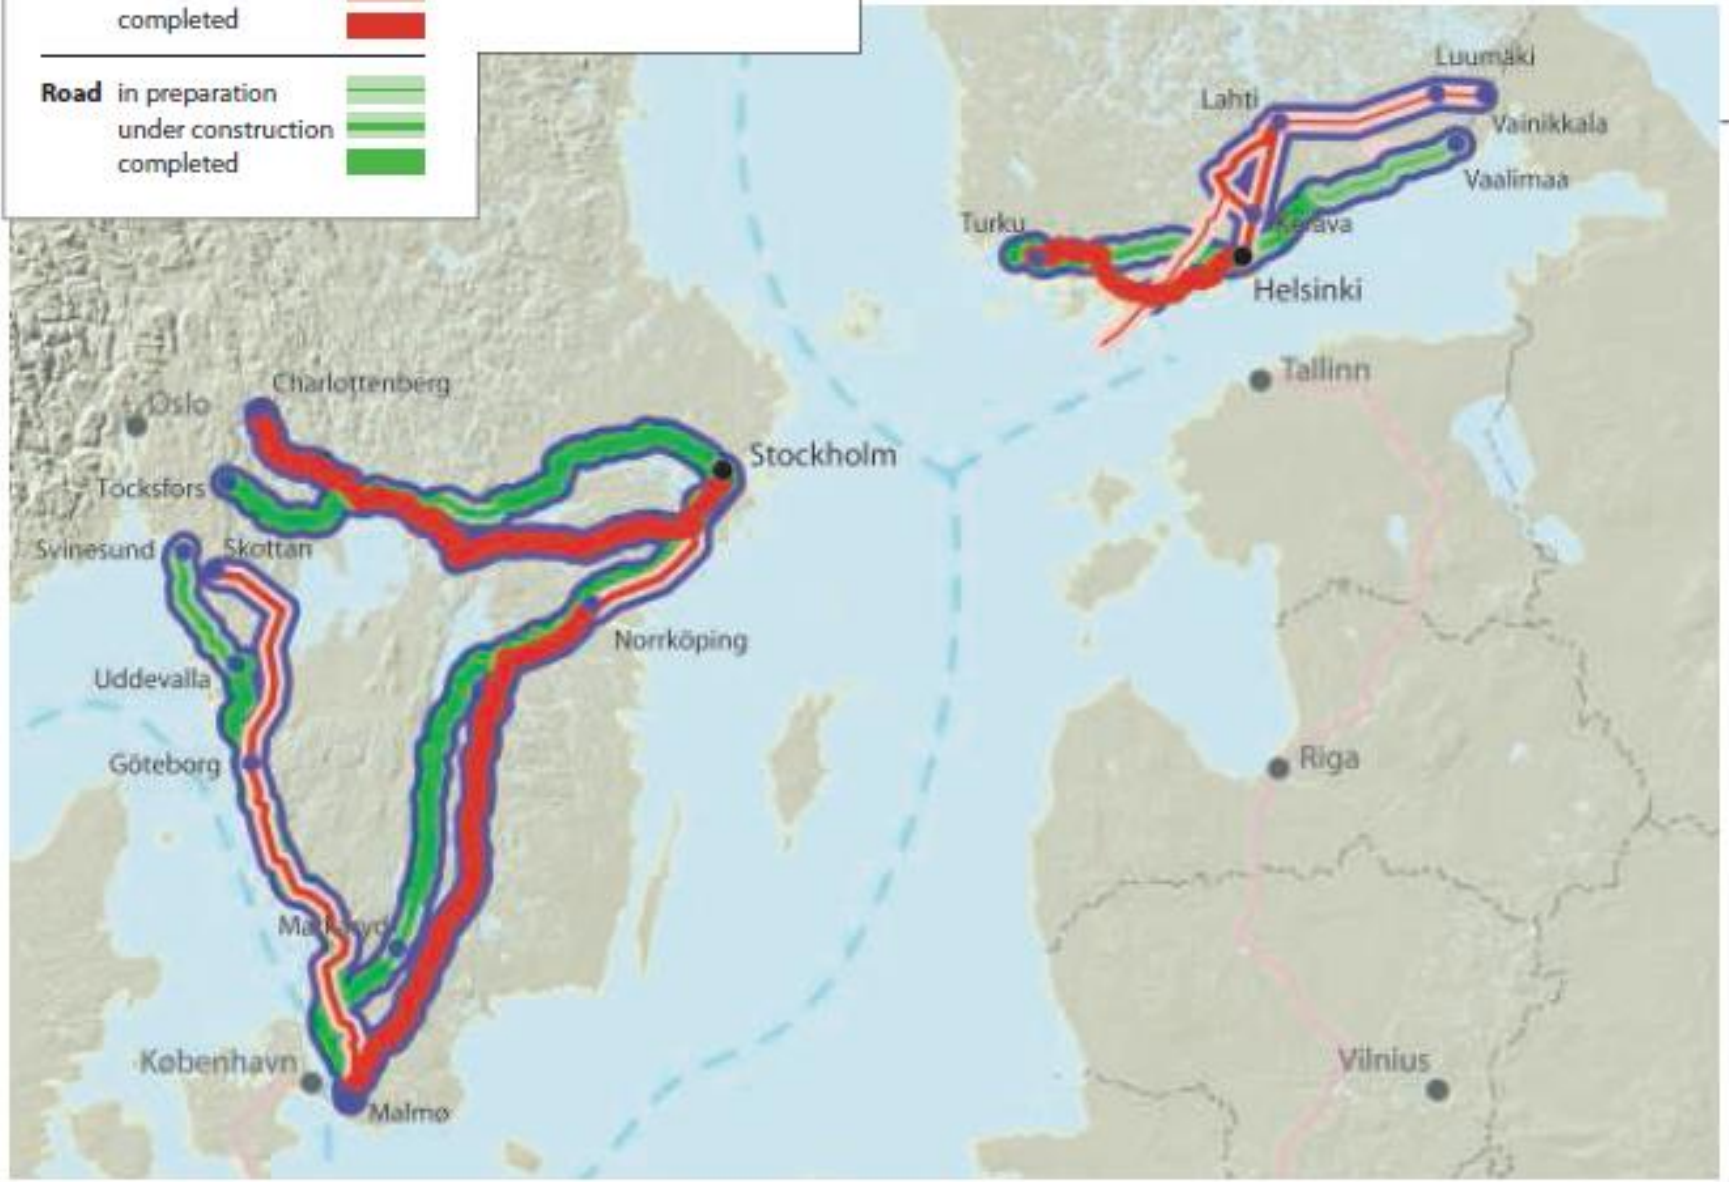 completed
Road in preparation
under construction
completed
Luumäki
Lahti
Vainikkala
Vaalimaa
Turku
Kerava
Helsinki
Tallinn
Charlottenberg
Oslo
Stockholm
Töcksfors
Svinesund
Skottan
Norrköping
Uddevalla
Göteborg
Riga
Markaryd
København
Vilnius
Malmø